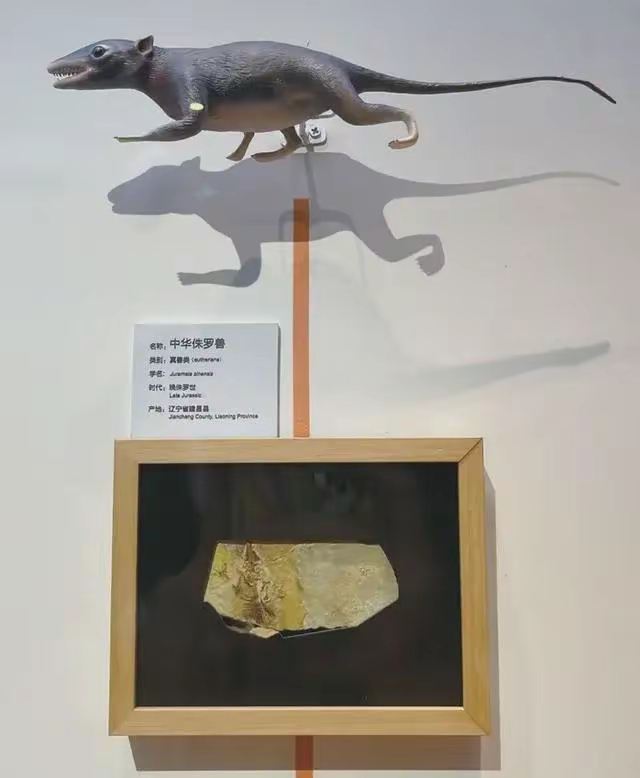 名称：中华侏罗兽
类别：真兽类（eutherians）
学名：Juramaia sinensis
时代：晚侏罗世
Late Jurassic
产地：辽宁省建昌县
Jianchang County, Liaoning Province